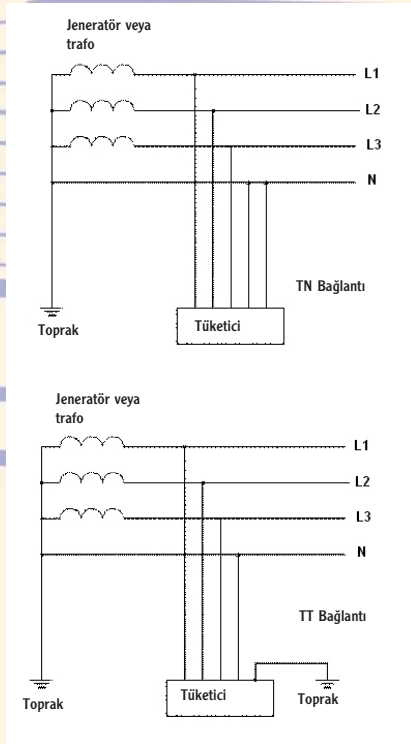 Jeneratör veya
trafo
L1
L2
L3
N
TN Bağlantı
Toprak
Tüketici
Jeneratör veya
trafo
L1
L2
L3
N
TT Bağlantı
Toprak
Tüketici
Toprak